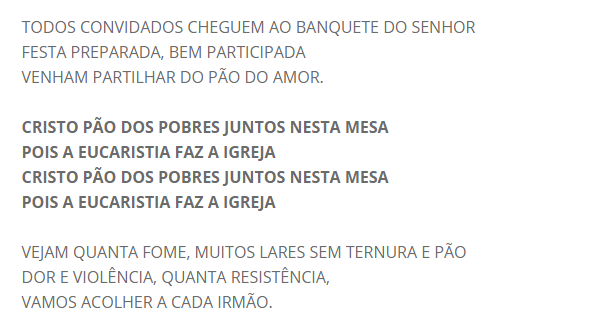 TODOS CONVIDADOS CHEGUEM AO BANQUETE DO SENHOR
FESTA PREPARADA, BEM PARTICIPADA
VENHAM PARTILHAR DO PÃO DO AMOR.
CRISTO PÃO DOS POBRES JUNTOS NESTA MESA
POIS A EUCARISTIA FAZ A IGREJA
CRISTO PÃO DOS POBRES JUNTOS NESTA MESA
POIS A EUCARISTIA FAZ A IGREJA
VEJAM QUANTA FOME, MUITOS LARES SEM TERNURA E PÃO
DOR E VIOLÊNCIA, QUANTA RESISTÊNCIA,
VAMOS ACOLHER A CADA IRMÃO.